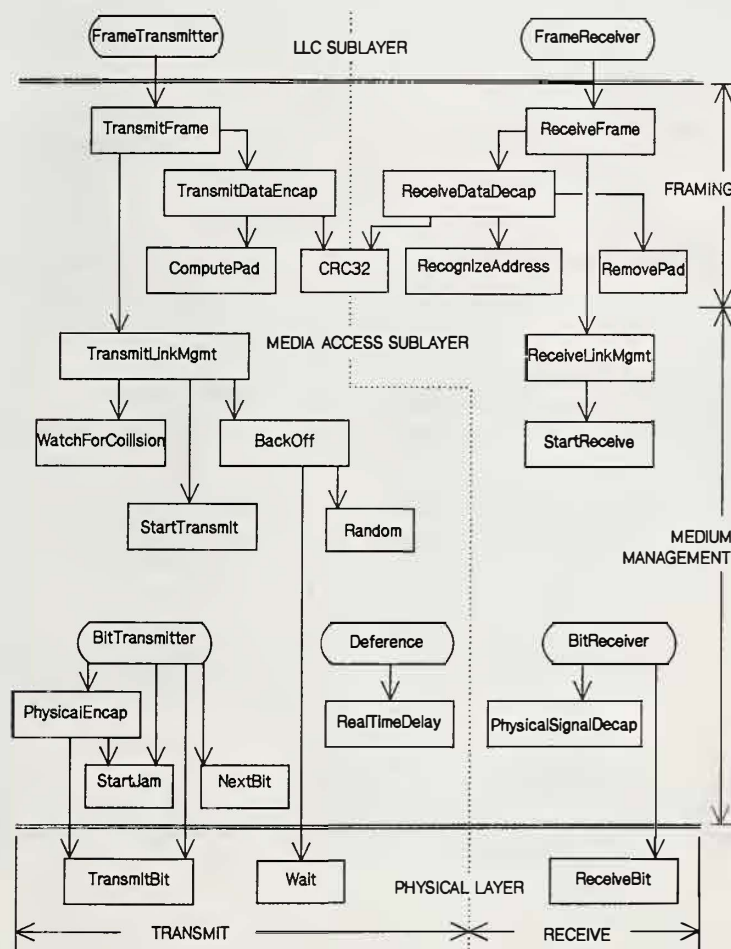 FrameTransmitter
LLC SUBLAYER
FrameReceiver
TransmitFrame
ReceiveFrame
TransmitDataEncap
ReceiveDataDecap
FRAMING
ComputePad
CRC32
RecognizeAddress
RemovePad
TransmitLinkMgmt
MEDIA ACCESS SUBLAYER
ReceiveLinkMgmt
WatchForCollision
BackOff
StartReceive
StartTransmit
Random
MEDIUM
MANAGEMENT
BitTransmitter
Deference
BitReceiver
PhysicalEncap
RealTimeDelay
PhysicalSignalDecap
StartJam
NextBit
TransmitBit
Wait
PHYSICAL LAYER
ReceiveBit
TRANSMIT
RECEIVE